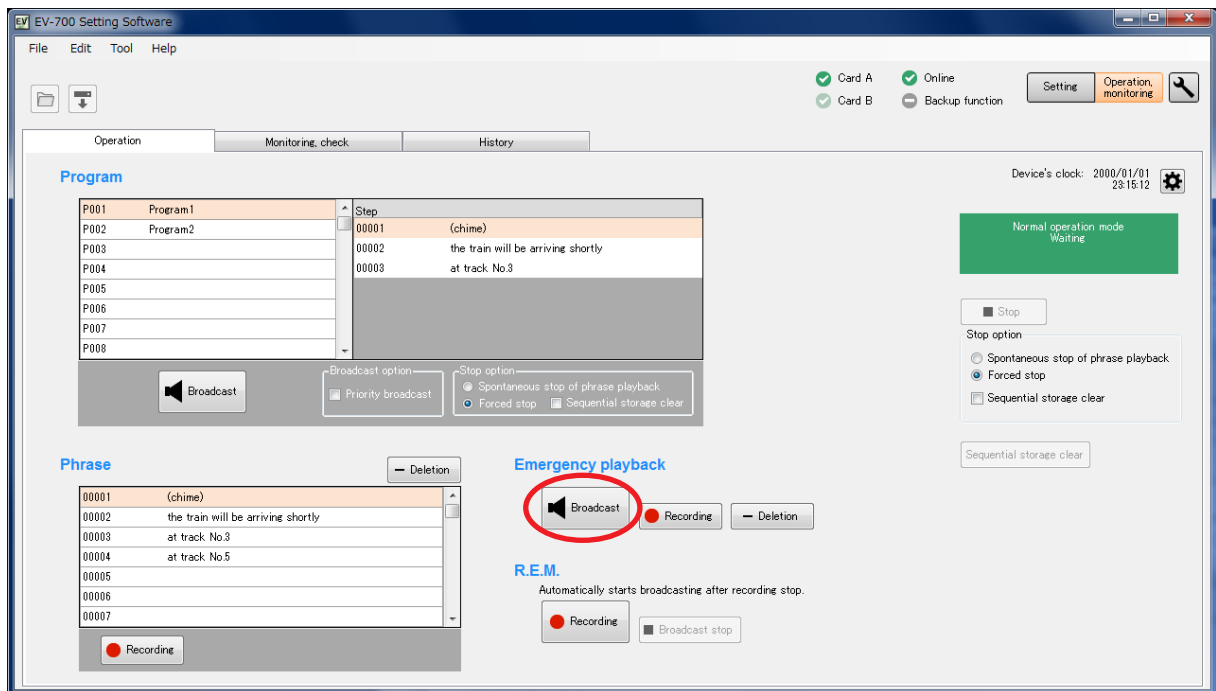 EV EV-700 Setting Software
File Edit Tool Help
Card A Online
Card B Backup function
Setting Operation, monitoring
Operation Monitoring, check History
Program
Device's clock: 2000/01/01
23:15:12
P001 Program1
P002 Program2
P003
P004
P005
P006
P007
P008
Step
00001 (chime)
00002 the train will be arriving shortly
00003 at track No.3
Normal operation mode
Waiting
Stop
Stop option
Spontaneous stop of phrase playback
Forced stop
Sequential storage clear
Broadcast
Broadcast option
Priority broadcast
Stop option
Spontaneous stop of phrase playback
Forced stop Sequential storage clear
Sequential storage clear
Phrase
Deletion
00001 (chime)
00002 the train will be arriving shortly
00003 at track No.3
00004 at track No.5
00005
00006
00007
Recording
Emergency playback
Broadcast Recording Deletion
R.E.M.
Automatically starts broadcasting after recording stop.
Recording Broadcast stop